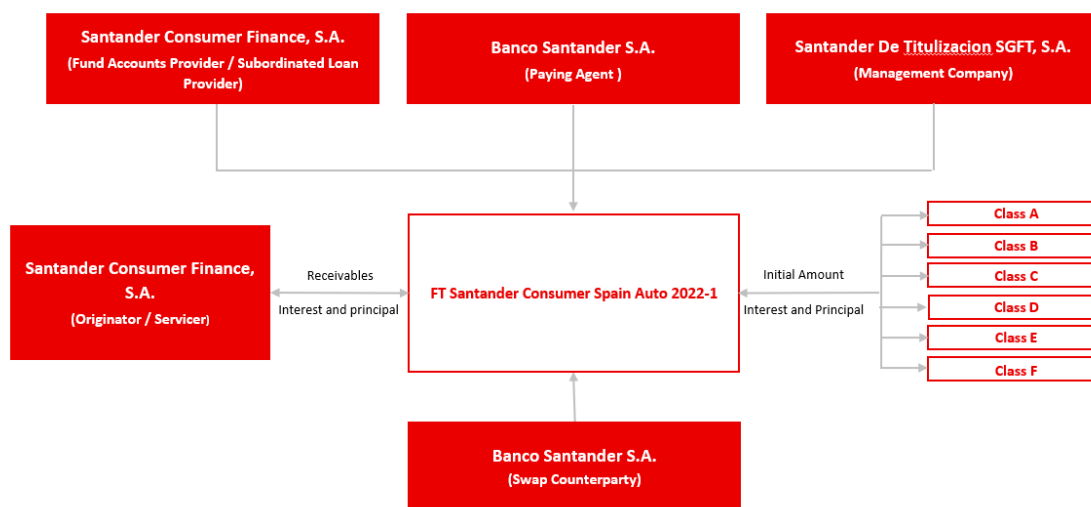 Santander Consumer Finance, S.A.
(Fund Accounts Provider / Subordinated Loan
Provider)
Banco Santander S.A.
(Paying Agent )
Santander De Titulizacion SGFT, S.A.
(Management Company)
Santander Consumer Finance,
S.A.
(Originator / Servicer)
Receivables
Interest and principal
FT Santander Consumer Spain Auto 2022-1
Initial Amount
Interest and Principal
Class A
Class B
Class C
Class D
Class E
Class F
Banco Santander S.A.
(Swap Counterparty)